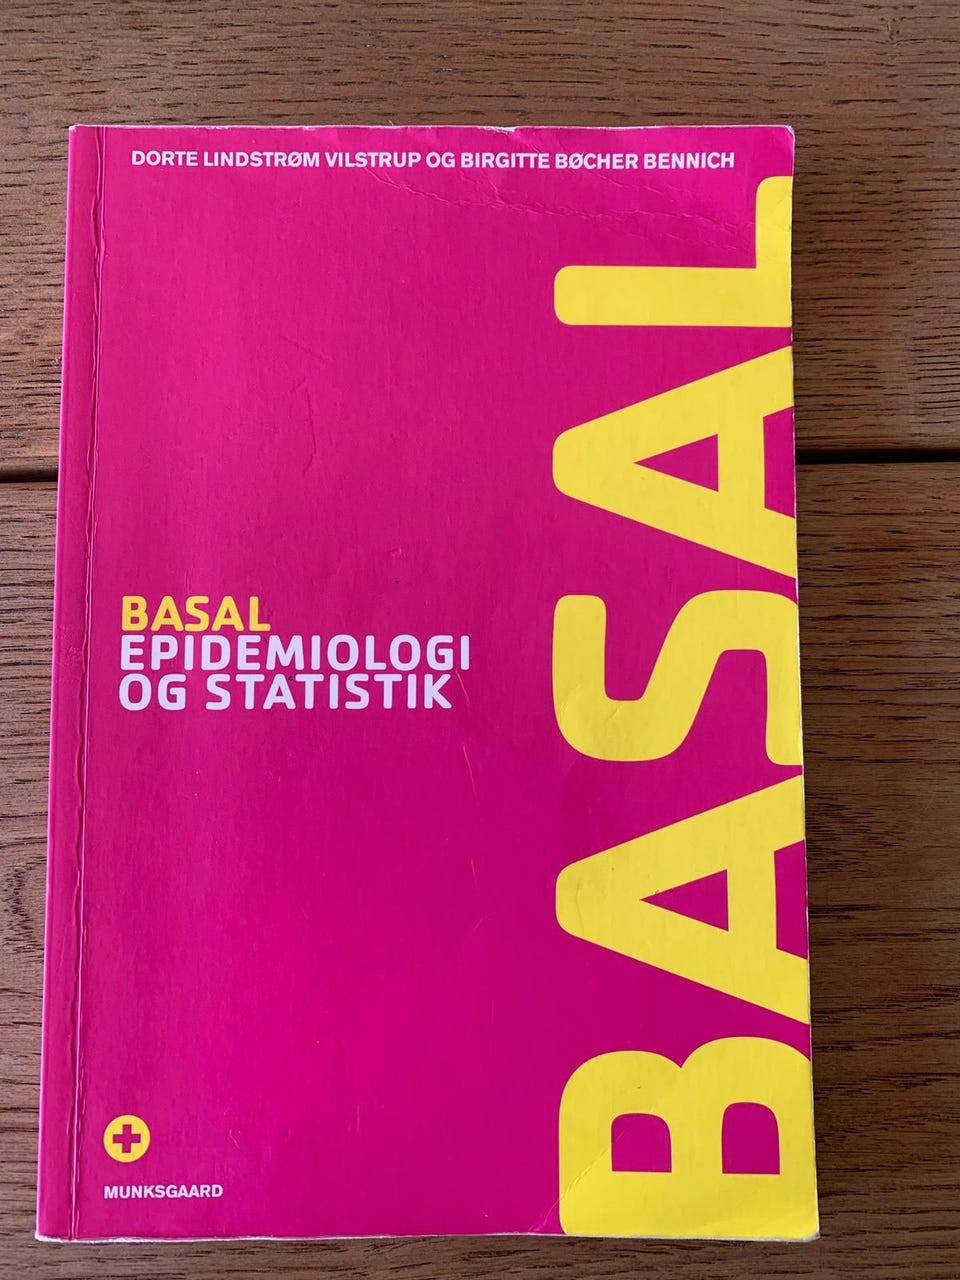 DORTE LINDSTRØM VILSTRUP OG BIRGITTE BØCHER BENNICH
BASAL
BASAL
EPIDEMIOLOGI
OG STATISTIK
MUNKSGAARD